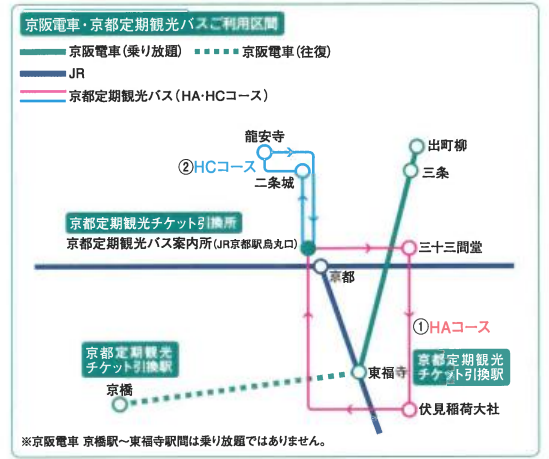 京阪電車・京都定期観光バスご利用区間
京阪電車(乗り放題)
京阪電車(往復)
JR
京都定期観光バス(HA・HCコース)
龍安寺
出町柳
②HCコース
三条
二条城
京都定期観光チケット引換所
京都定期観光バス案内所(JR京都駅烏丸口)
三十三間堂
京都
①HAコース
京都定期観光
チケット引換駅
京橋
東福寺
京都定期観光
チケット引換駅
伏見稲荷大社
※京阪電車 京橋駅〜東福寺駅間は乗り放題ではありません。